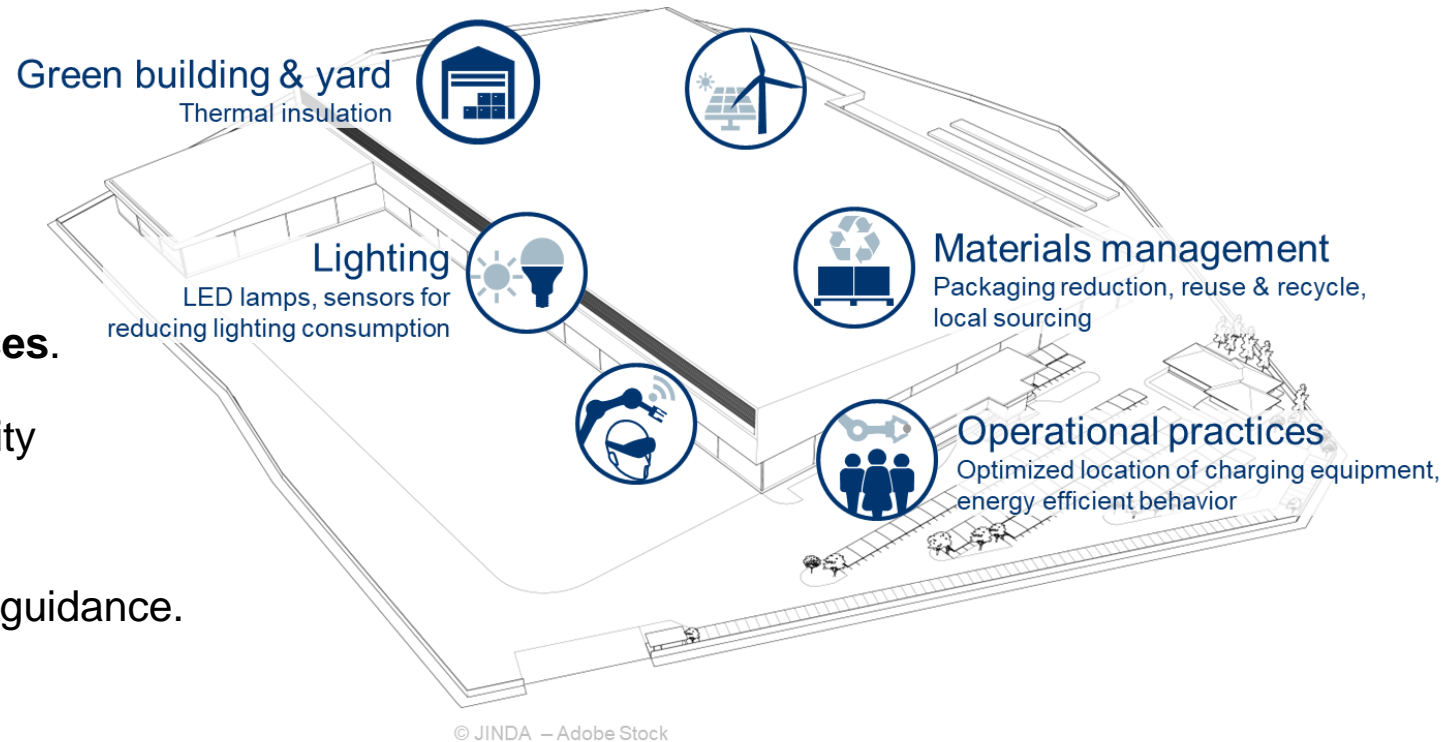 Green building & yard
Thermal insulation
Lighting
LED lamps, sensors for
reducing lighting consumption
Materials management
Packaging reduction, reuse & recycle,
local sourcing
Operational practices
Optimized location of charging equipment,
energy efficient behavior
es.
ity
guidance.
© JINDA – Adobe Stock